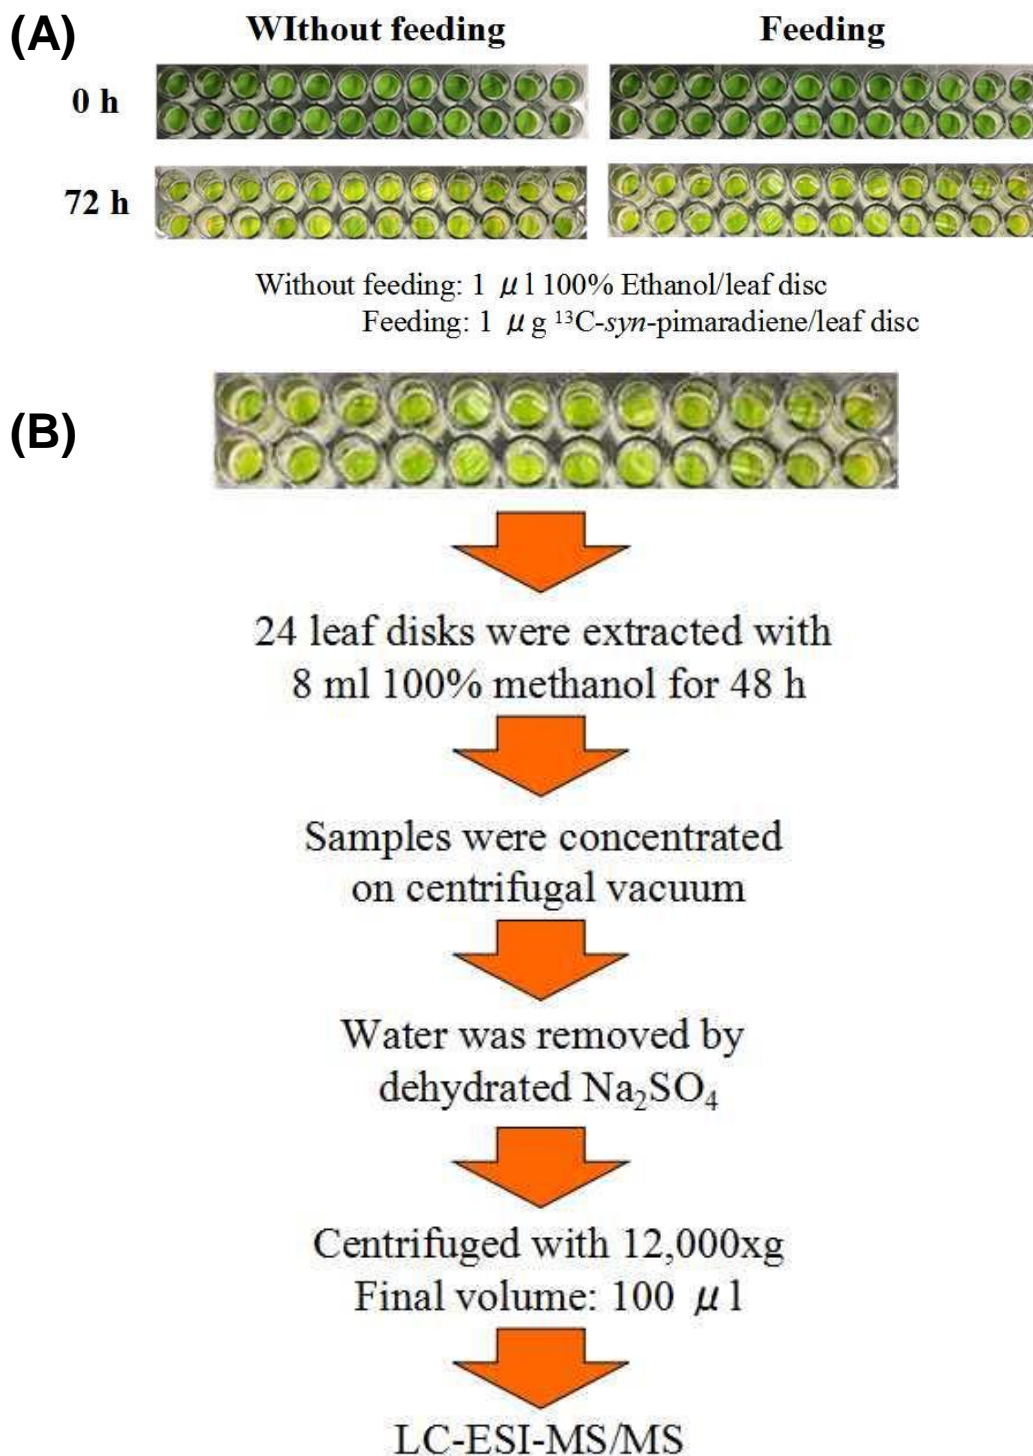 (A)
WIthout feeding
Feeding
0 h
72 h
Without feeding: 1 μl 100% Ethanol/leaf disc
Feeding: 1 μg ¹³C-syn-pimaradiene/leaf disc
(B)
24 leaf disks were extracted with
8 ml 100% methanol for 48 h
Samples were concentrated
on centrifugal vacuum
Water was removed by
dehydrated Na₂SO₄
Centrifuged with 12,000xg
Final volume: 100 μl
LC-ESI-MS/MS